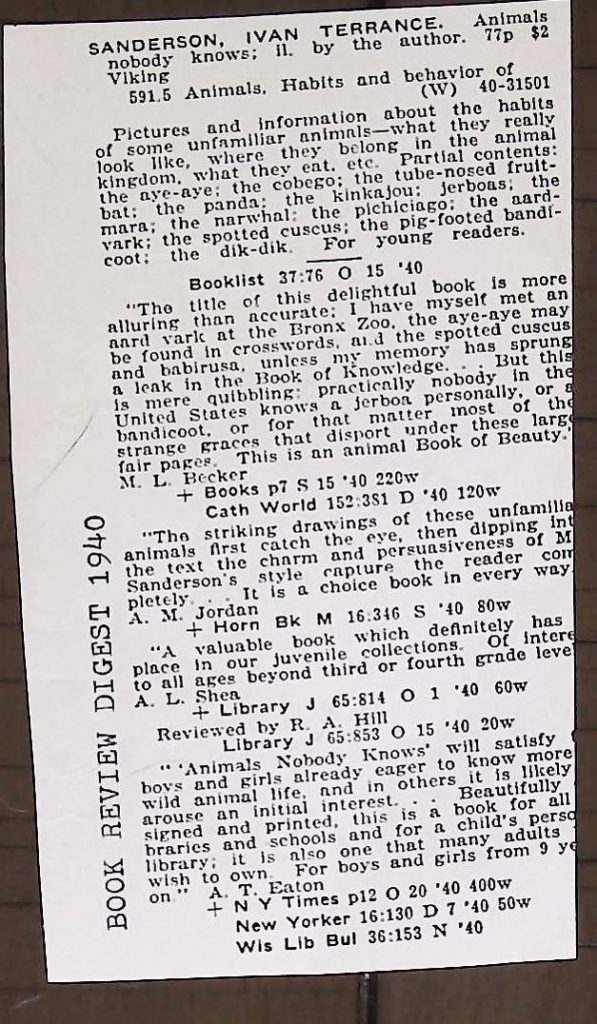 SANDERSON, IVAN TERRANCE. Animals
nobody knows; il. by the author. 77p $2
Viking
591.5 Animals, Habits and behavior of
(W) 40-31501
Pictures and information about the habits
of some unfamiliar animals—what they really
look like, where they belong in the animal
kingdom, what they eat, etc. Partial contents:
the aye-aye; the cobego; the tube-nosed fruit-
bat; the panda; the kinkajou; jerboas; the
mara; the narwhal; the pichiciago; the aard-
vark; the spotted cuscus; the pig-footed bandi-
coot; the dik-dik. For young readers.
Booklist 37:76 O 15 '40
"The title of this delightful book is more
alluring than accurate; I have myself met an
aard vark at the Bronx Zoo, the aye-aye may
be found in crosswords, and the spotted cuscus
and babirusa, unless my memory has sprung
a leak in the Book of Knowledge. . . But this
is mere quibbling; practically nobody in the
United States knows a jerboa personally, or a
bandicoot, or for that matter most of the
strange graces that disport under these large
fair pages. This is an animal Book of Beauty."
M. L. Becker
+ Books p7 S 15 '40 220w
Cath World 152:381 D '40 120w
"The striking drawings of these unfamilia
animals first catch the eye, then dipping int
the text the charm and persuasiveness of M
Sanderson's style capture the reader com
pletely. . . It is a choice book in every way.
A. M. Jordan
+ Horn Bk M 16:346 S '40 80w
"A valuable book which definitely has
place in our juvenile collections. Of intere
to all ages beyond third or fourth grade leve
A. L. Shea
+ Library J 65:814 O 1 '40 60w
Reviewed by R. A. Hill
Library J 65:853 O 15 '40 20w
" 'Animals Nobody Knows' will satisfy
boys and girls already eager to know more
wild animal life, and in others it is likely
arouse an initial interest. . . Beautifully
signed and printed, this is a book for all
braries and schools and for a child's perso
library; it is also one that many adults
wish to own. For boys and girls from 9 ye
on." A. T. Eaton
+ N Y Times p12 O 20 '40 400w
New Yorker 16:130 D 7 '40 50w
Wis Lib Bul 36:153 N '40
BOOK REVIEW DIGEST 1940